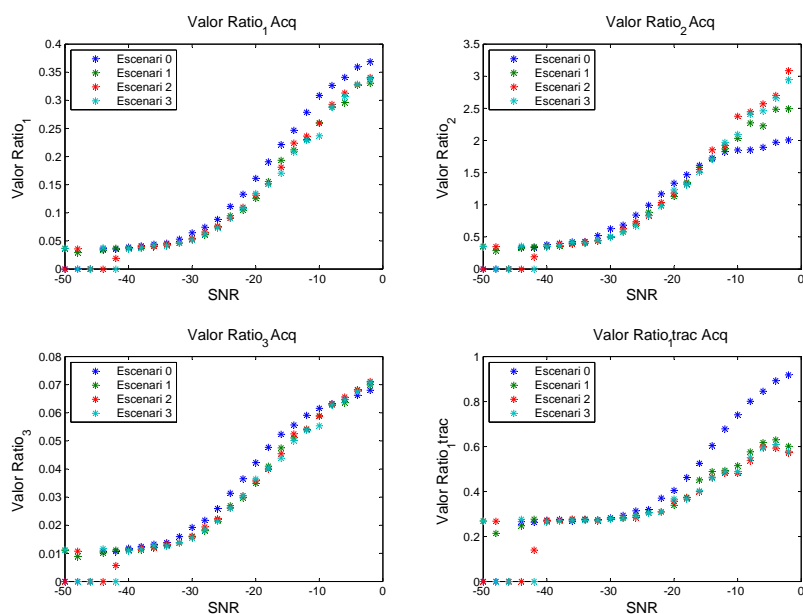 Valor Ratio1 Acq
Valor Ratio1
0.4
0.35
0.3
0.25
0.2
0.15
0.1
0.05
0
Escenari 0
Escenari 1
Escenari 2
Escenari 3
-50 -40 -30 -20 -10 0
SNR
Valor Ratio2 Acq
Valor Ratio2
3.5
3
2.5
2
1.5
1
0.5
0
Escenari 0
Escenari 1
Escenari 2
Escenari 3
-50 -40 -30 -20 -10 0
SNR
Valor Ratio3 Acq
Valor Ratio3
0.08
0.07
0.06
0.05
0.04
0.03
0.02
0.01
0
Escenari 0
Escenari 1
Escenari 2
Escenari 3
-50 -40 -30 -20 -10 0
SNR
Valor Ratio1trac Acq
Valor Ratio1trac
1
0.8
0.6
0.4
0.2
0
Escenari 0
Escenari 1
Escenari 2
Escenari 3
-50 -40 -30 -20 -10 0
SNR